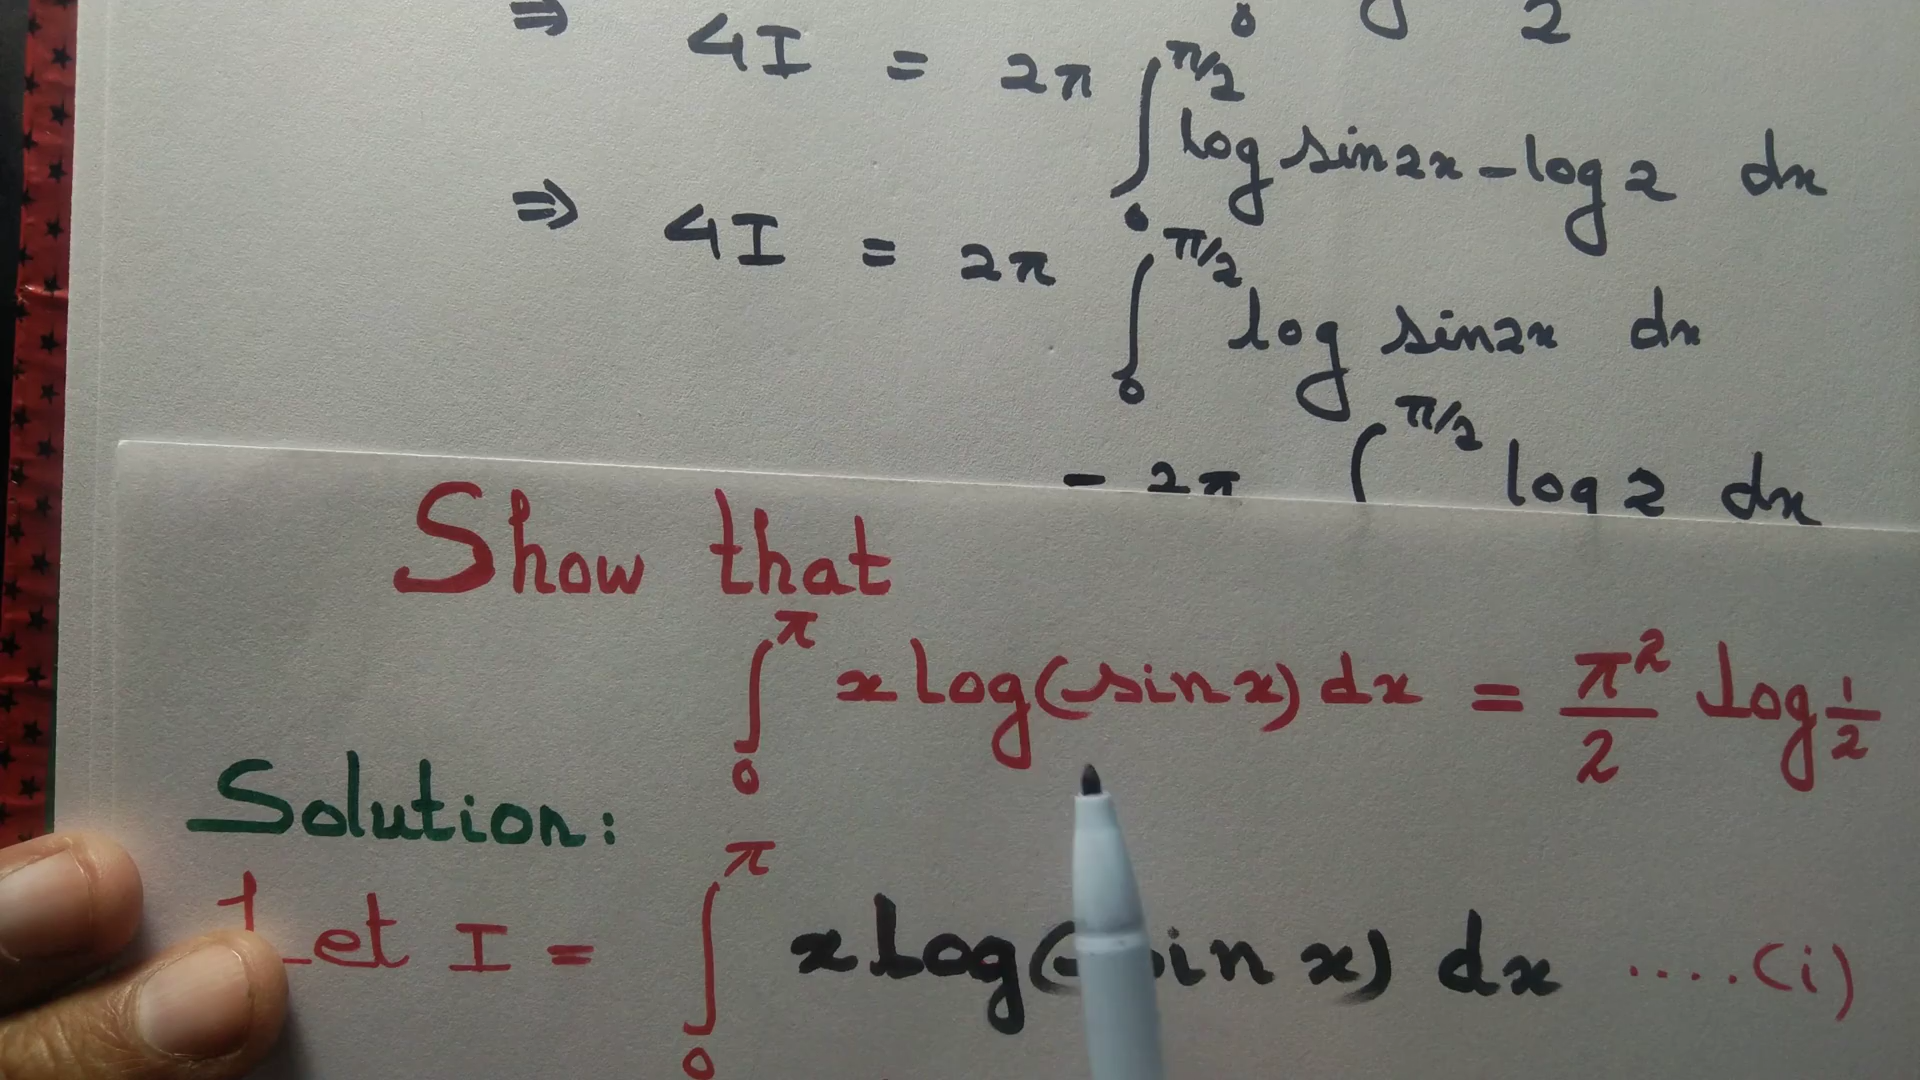 ⇒ 4I = 2π ∫₀^π/2 log sin2x – log 2 dx
⇒ 4I = 2π ∫₀^π/2 log sin2x dx
– 2π ∫^π/2 log 2 dx
Show that
∫₀^π x log(sin x) dx = π²/2 log 1/2
Solution:
Let I = ∫₀^π x log(sin x) dx ....(i)